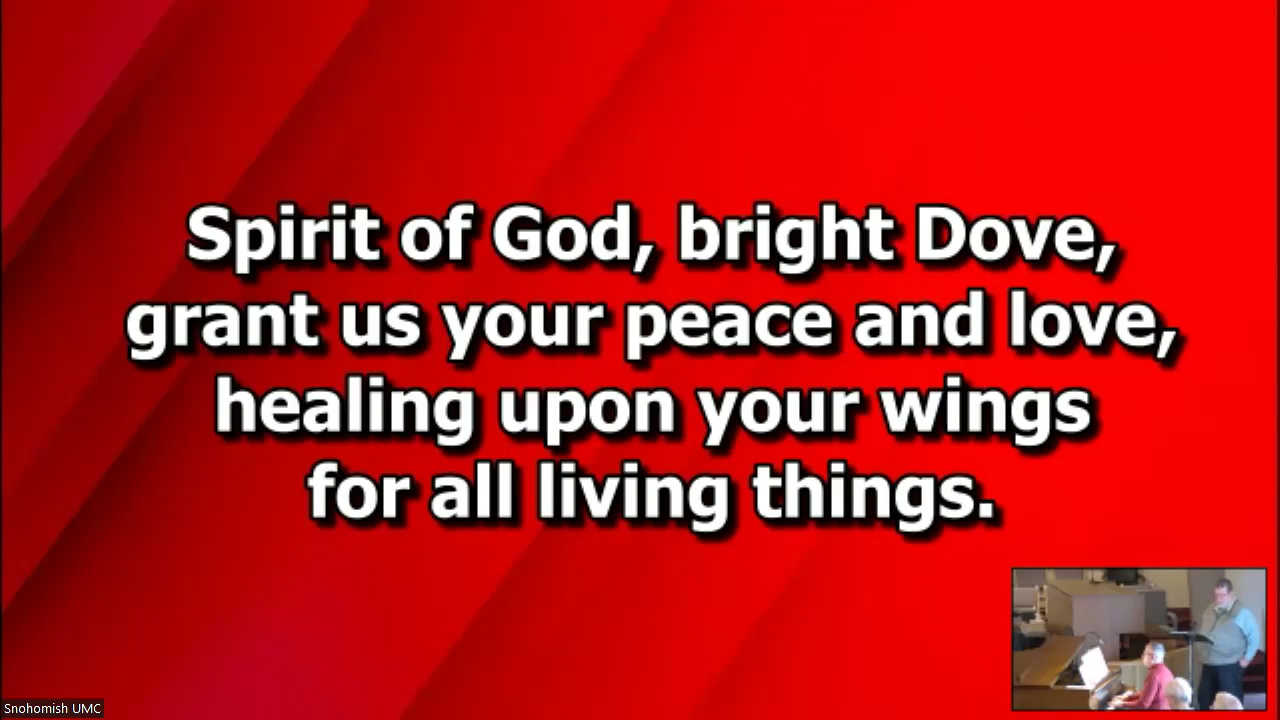 Spirit of God, bright Dove,
grant us your peace and love,
healing upon your wings
for all living things.
Snohomish UMC